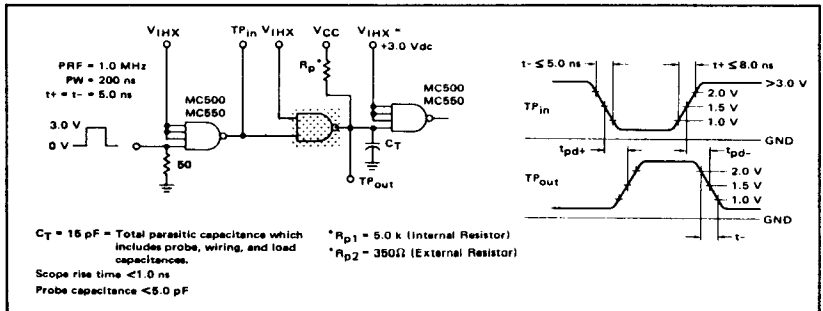 VIHX TPin VIHX VCC VIHX =
+3.0 Vdc
PRF = 1.0 MHz
PW = 200 ns
t+ = t- = 5.0 ns
Rp*
MC500
MC550
MC500
MC550
3.0 V
0 V
50
CT
TPout
t- ≤ 5.0 ns
t+ ≤ 8.0 ns
>3.0 V
2.0 V
1.5 V
1.0 V
TPin
GND
tpd+
tpd-
TPout
2.0 V
1.5 V
1.0 V
GND
t-
CT = 15 pF = Total parasitic capacitance which
includes probe, wiring, and load
capacitances.
*Rp1 = 5.0 k (Internal Resistor)
*Rp2 = 350Ω (External Resistor)
Scope rise time <1.0 ns
Probe capacitance <5.0 pF